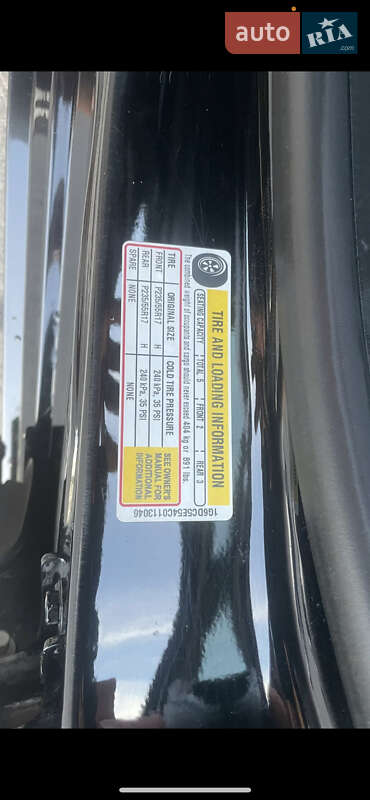 auto RIA
.com
TIRE AND LOADING INFORMATION
SEATING CAPACITY : TOTAL 5 : FRONT 2 : REAR 3
The combined weight of occupants and cargo should never exceed 404 kg or 891 lbs.
TIRE ORIGINAL SIZE COLD TIRE PRESSURE
FRONT P235/55R17 H 240 kPa, 35 PSI
REAR P235/55R17 H 240 kPa, 35 PSI
SPARE NONE NONE
SEE OWNER'S
MANUAL FOR
ADDITIONAL
INFORMATION
1G6DC5E54C0113046